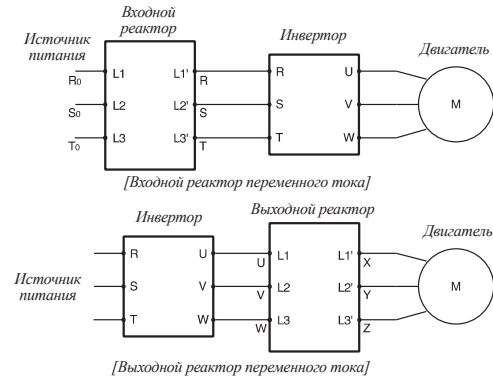 Входной
реактор
Источник
питания
Инвертор
Двигатель
R0 L1 L1' R R U
S0 L2 L2' S S V M
T0 L3 L3' T T W
[Входной реактор переменного тока]
Инвертор
Выходной реактор
Двигатель
Источник
питания
R U U L1 L1' X
S V V L2 L2' Y M
T W W L3 L3' Z
[Выходной реактор переменного тока]